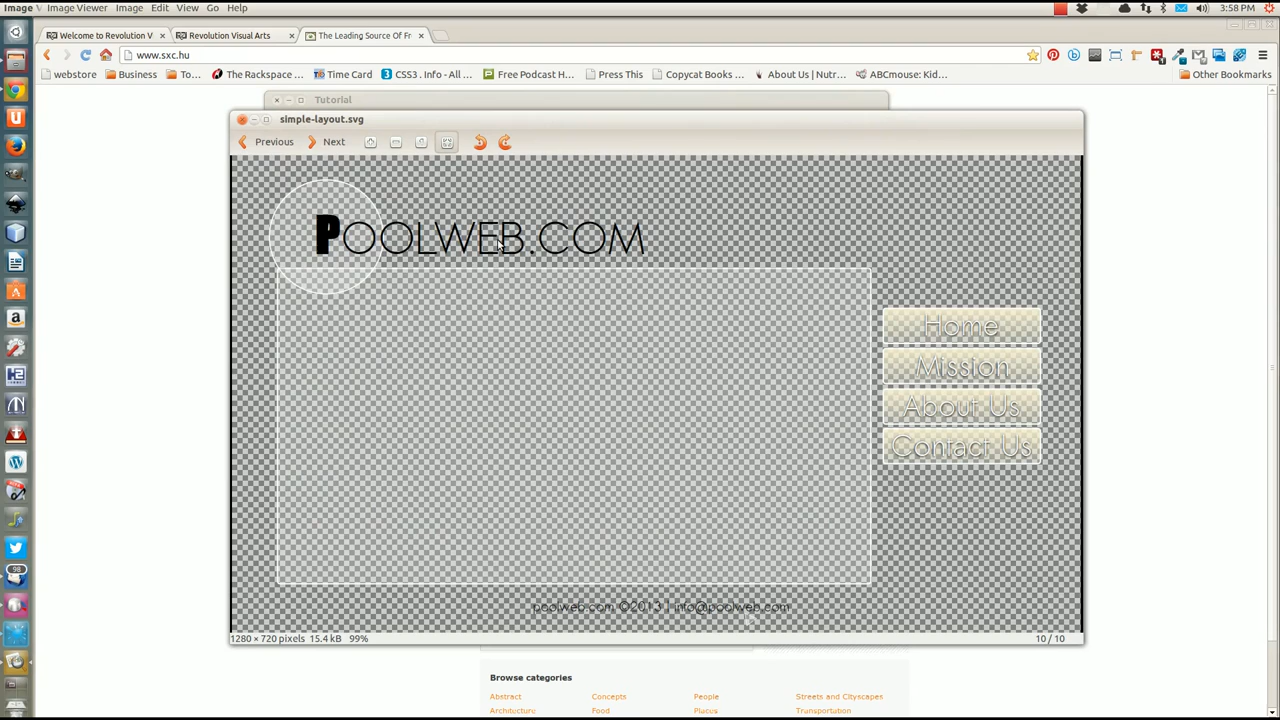 Image Image Viewer Image Edit View Go Help 3:58 PM
Welcome to Revolution V Revolution Visual Arts The Leading Source Of Fr
www.sxc.hu
webstore Business To... The Rackspace ... Time Card CSS3 . Info - All ... Free Podcast H... Press This Copycat Books ... About Us | Nutr... ABCmouse: Kid... Other Bookmarks
Tutorial
simple-layout.svg
Previous Next
POOLWEB.COM
Home
Mission
About Us
Contact Us
poolweb.com ©2013 | info@poolweb.com
1280 × 720 pixels 15.4 kB 99% 10 / 10
Browse categories
Abstract Concepts People Streets and Cityscapes
Architecture Food Places Transportation
98